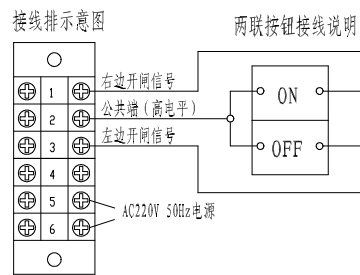 接线排示意图
两联按钮接线说明
1
右边开闸信号
2
公共端（高电平）
3
左边开闸信号
4
5
AC220V 50Hz电源
6
ON
OFF